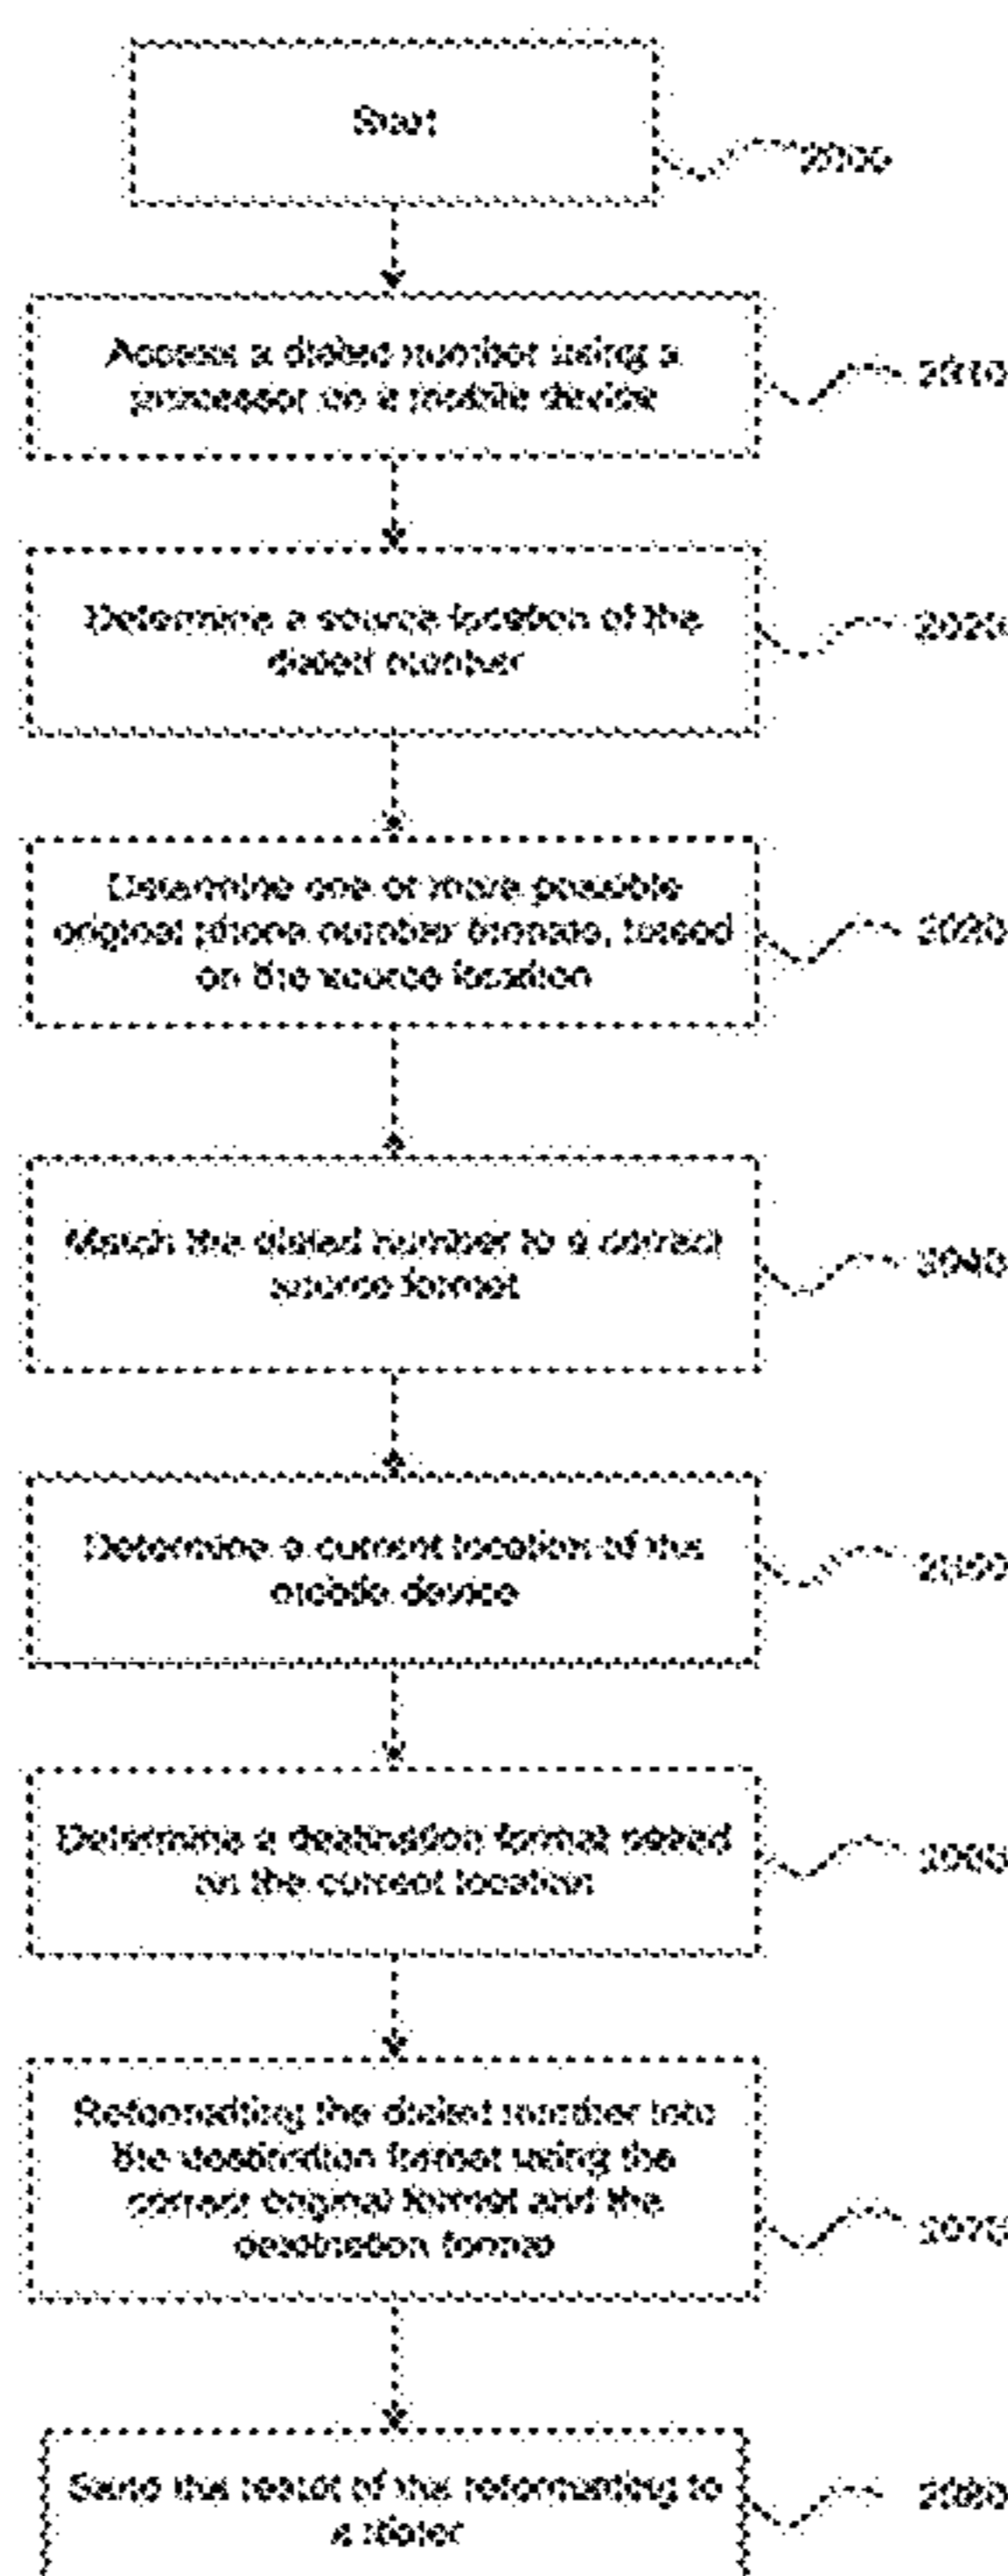 Start
2000
Access a dialed number using a
processor on a mobile device
2010
Determine a source location of the
dialed number
Determine one or more possible
original phone number formats, based
on the source location
Match the dialed number to a correct
source format
Determine a current location of the
mobile device
Determine a destination format based
on the current location
Reformatting the dialed number into
the destination format using the
correct original format and the
destination format
Send the result of the reformatting to
a dialer
2080